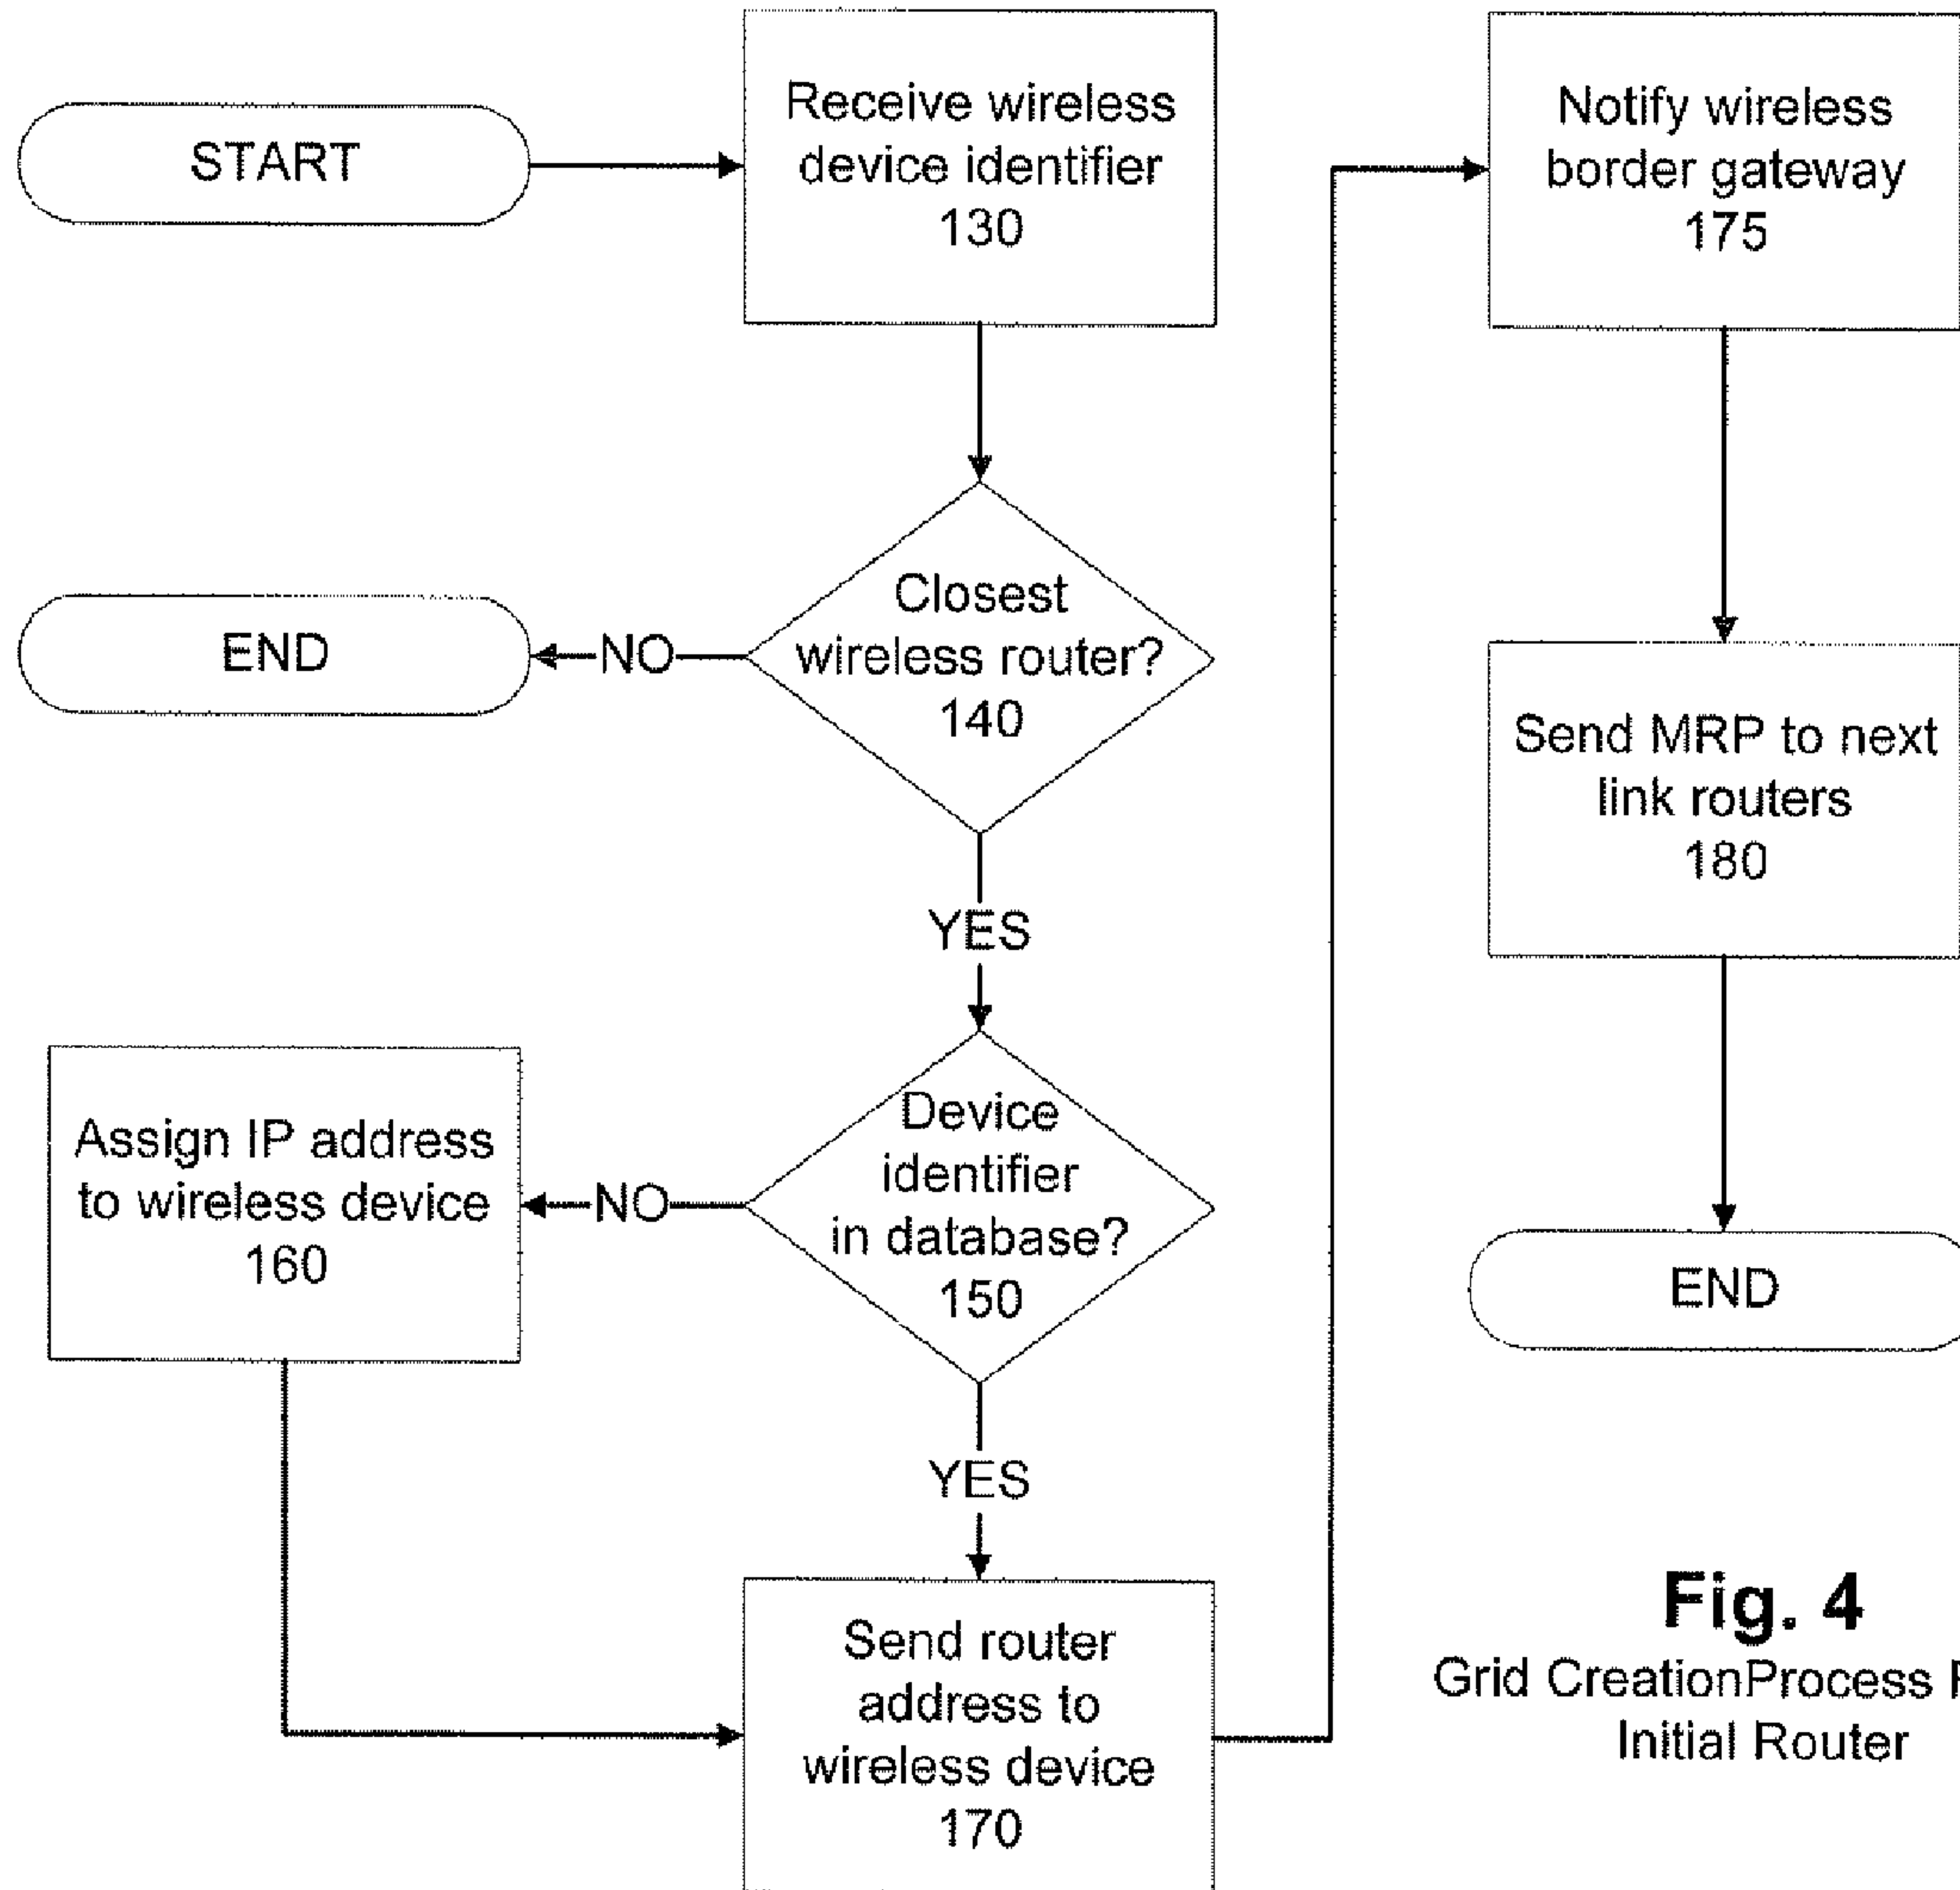 START
Receive wireless
device identifier
130
Closest
wireless router?
140
NO
END
YES
Device
identifier
in database?
150
NO
Assign IP address
to wireless device
160
YES
Send router
address to
wireless device
170
Notify wireless
border gateway
175
Send MRP to next
link routers
180
END
Fig. 4
Grid CreationProcess
Initial Router